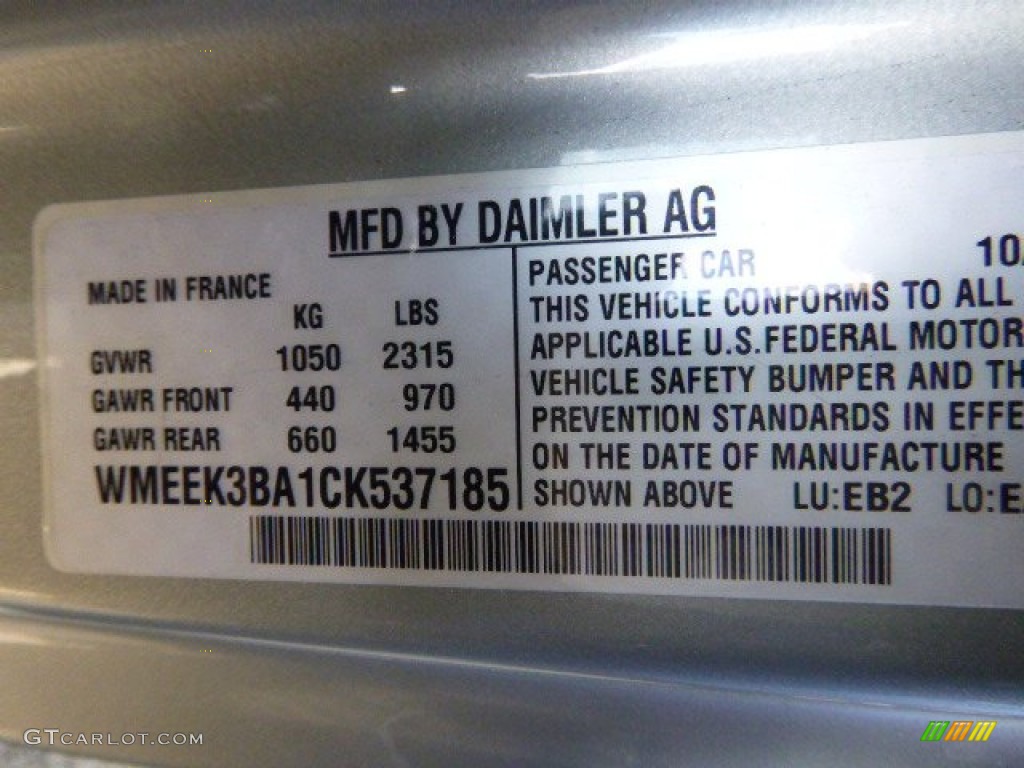 MFD BY DAIMLER AG
MADE IN FRANCE
KG LBS
GVWR 1050 2315
GAWR FRONT 440 970
GAWR REAR 660 1455
WMEEK3BA1CK537185
10/
PASSENGER CAR
THIS VEHICLE CONFORMS TO ALL
APPLICABLE U.S.FEDERAL MOTOR
VEHICLE SAFETY BUMPER AND TH
PREVENTION STANDARDS IN EFFE
ON THE DATE OF MANUFACTURE
SHOWN ABOVE LU:EB2 LO:E
GTCARLOT.COM